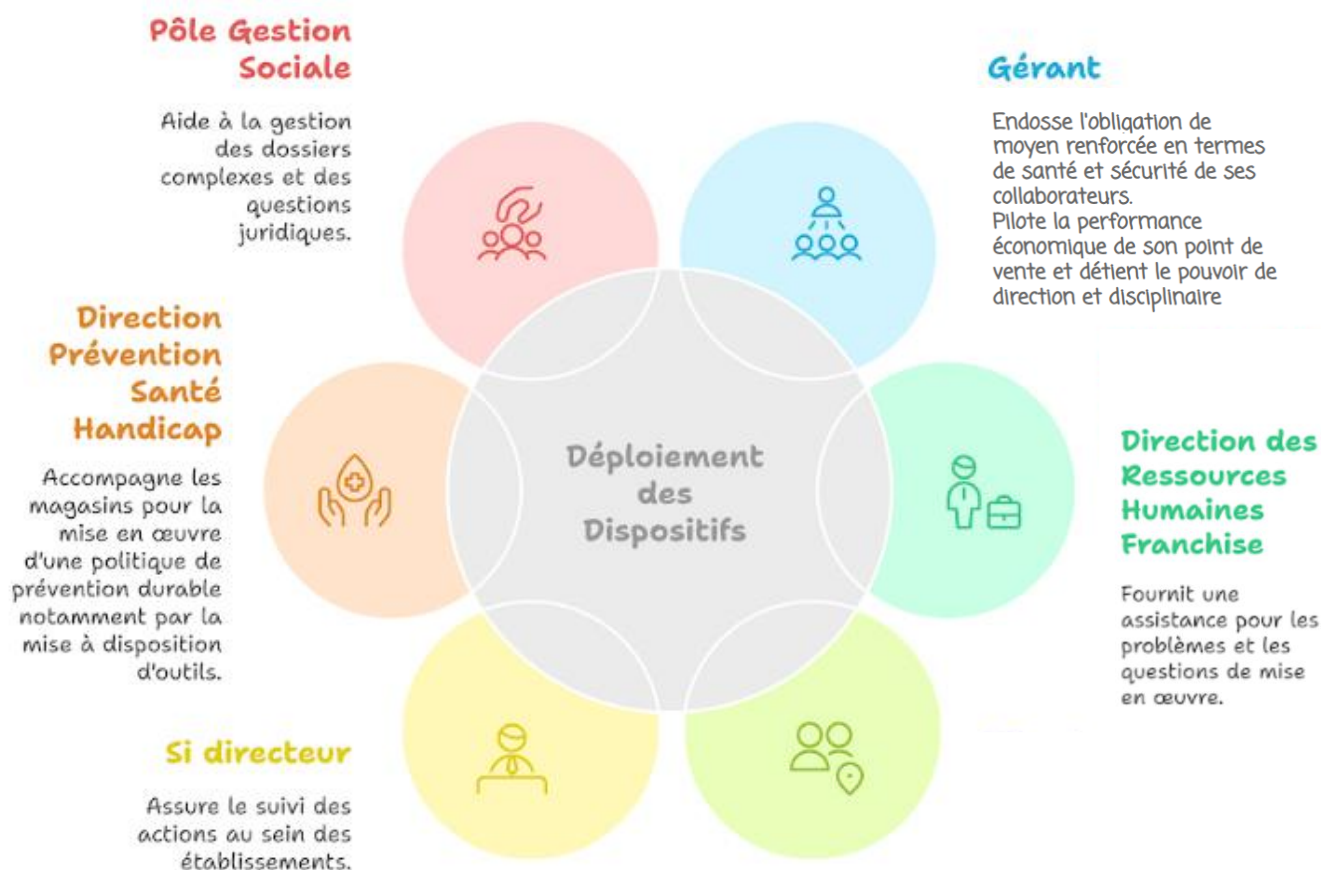 Pôle Gestion
Sociale
Aide à la gestion
des dossiers
complexes et des
questions
juridiques.
Gérant
Endosse l'obligation de
moyen renforcée en termes
de santé et sécurité de ses
collaborateurs.
Pilote la performance
économique de son point de
vente et détient le pouvoir de
direction et disciplinaire
Direction
Prévention
Santé
Handicap
Accompagne les
magasins pour la
mise en œuvre
d'une politique de
prévention durable
notamment par la
mise à disposition
d'outils.
Déploiement
des
Dispositifs
Direction des
Ressources
Humaines
Franchise
Fournit une
assistance pour les
problèmes et les
questions de mise
en œuvre.
Si directeur
Assure le suivi des
actions au sein des
établissements.